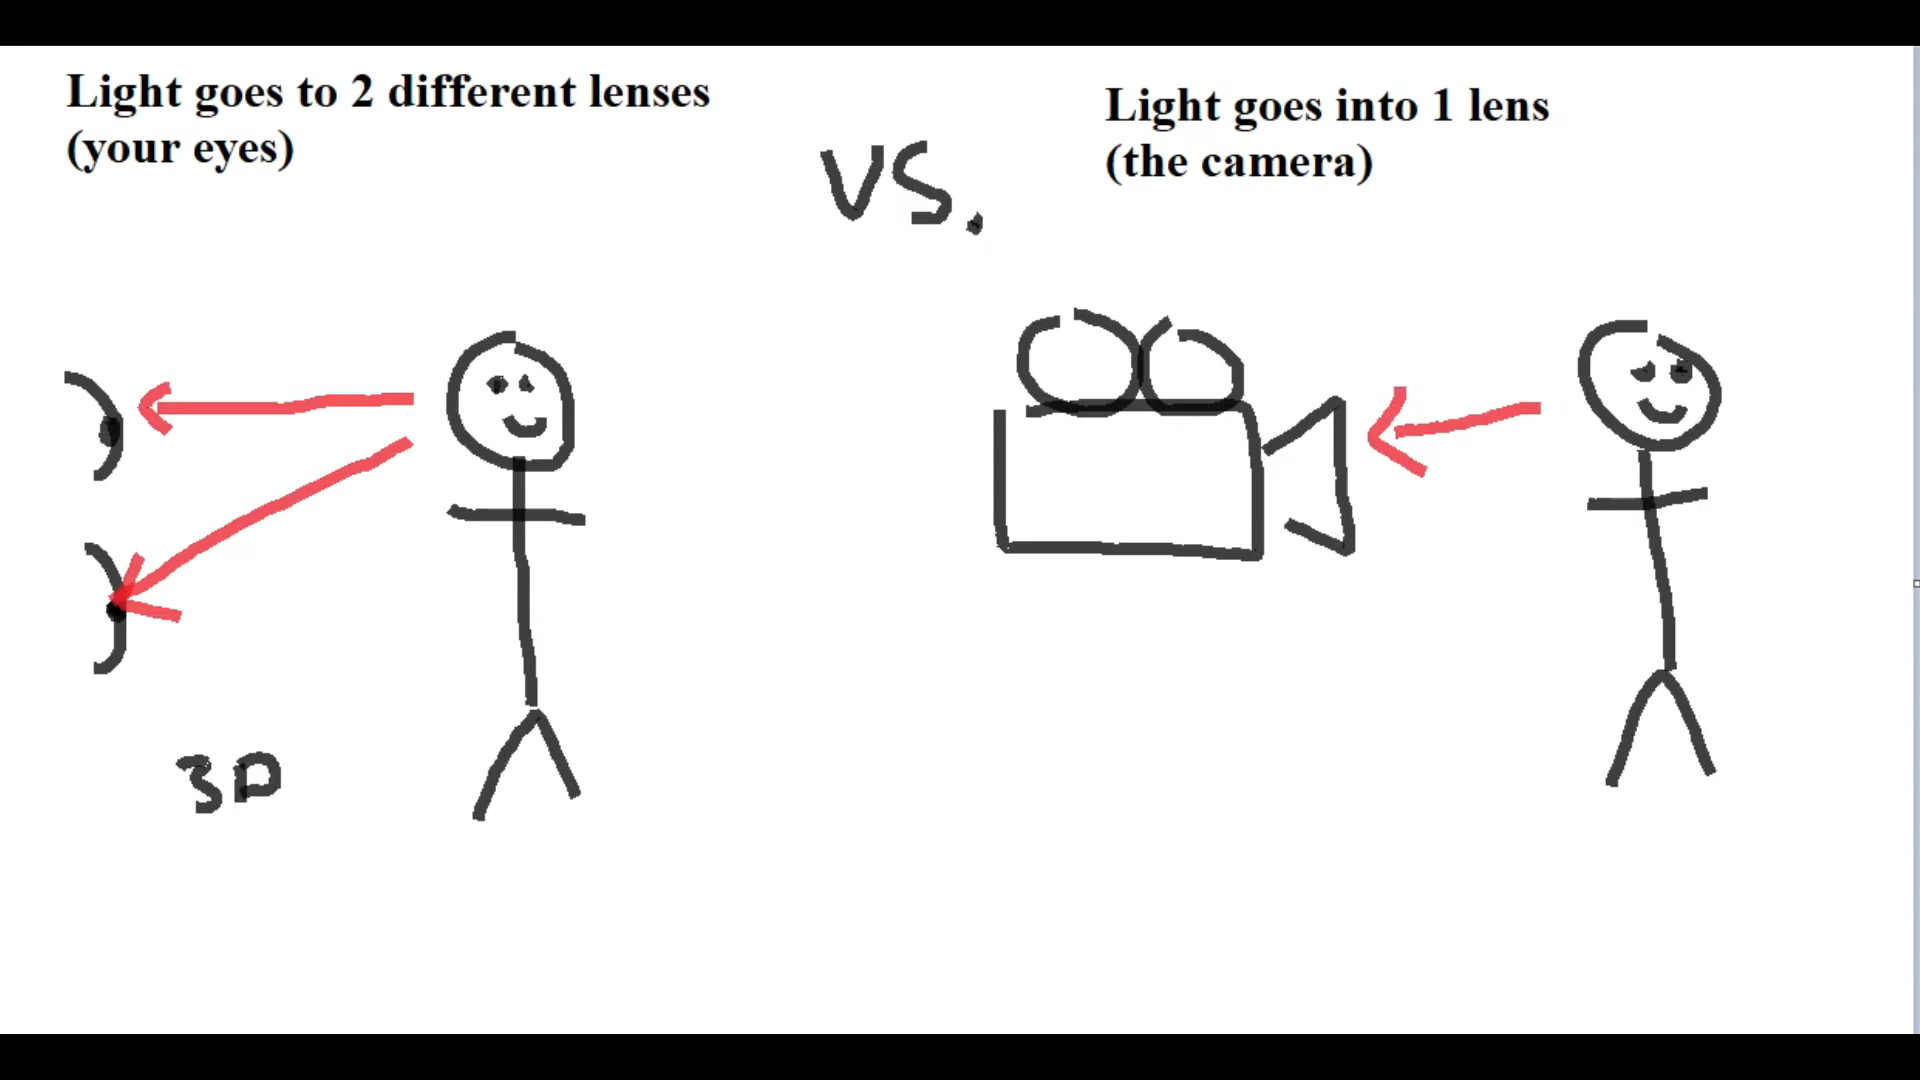 Light goes to 2 different lenses
(your eyes)
vs.
Light goes into 1 lens
(the camera)
3D